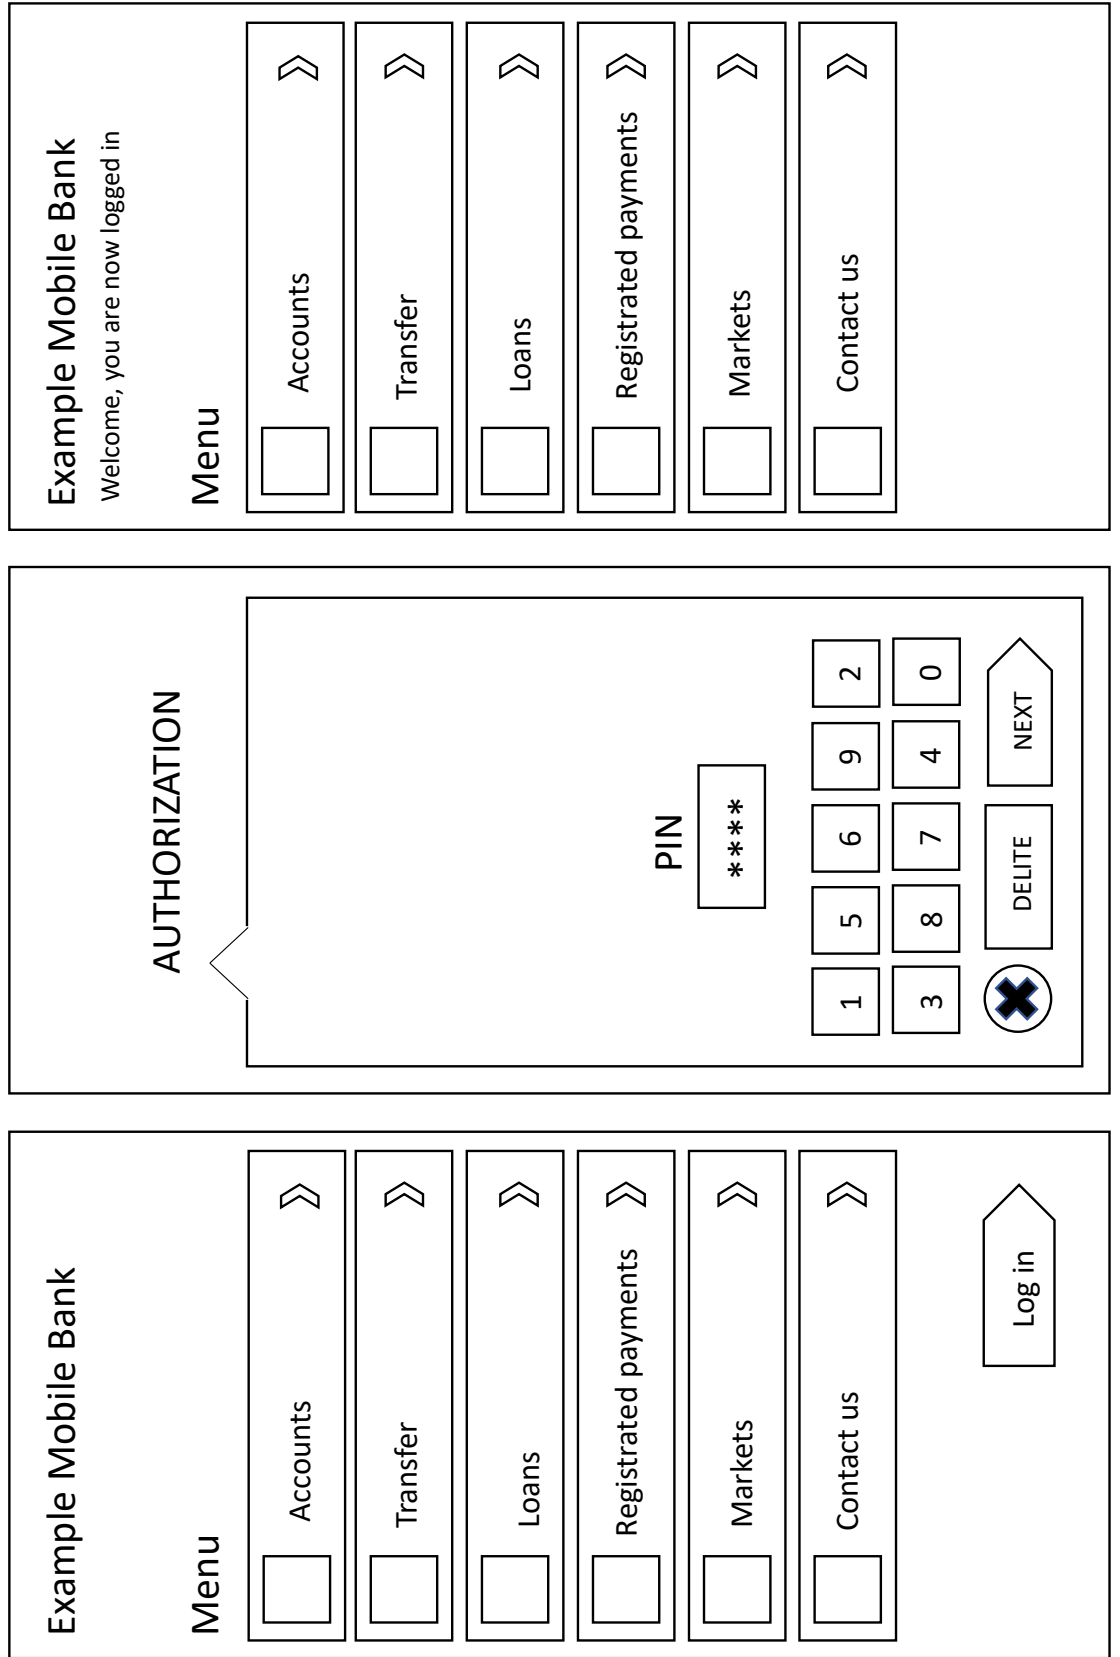 Example Mobile Bank
Menu
Accounts
Transfer
Loans
Registrated payments
Markets
Contact us
Log in
AUTHORIZATION
PIN
****
1 5 6 9 2
3 8 7 4 0
DELITE NEXT
Example Mobile Bank
Welcome, you are now logged in
Menu
Accounts
Transfer
Loans
Registrated payments
Markets
Contact us